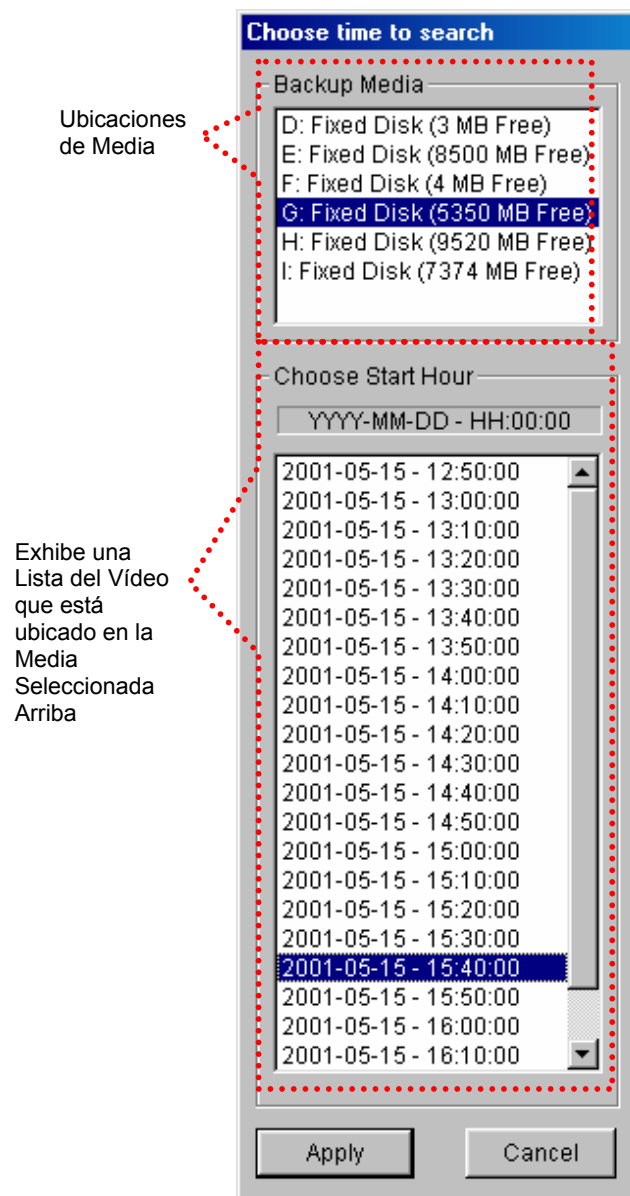 Choose time to search
Backup Media
Ubicaciones
de Media
D: Fixed Disk (3 MB Free)
E: Fixed Disk (8500 MB Free)
F: Fixed Disk (4 MB Free)
G: Fixed Disk (5350 MB Free)
H: Fixed Disk (9520 MB Free)
I: Fixed Disk (7374 MB Free)
Choose Start Hour
YYYY-MM-DD - HH:00:00
Exhibe una
Lista del Vídeo
que está
ubicado en la
Media
Seleccionada
Arriba
2001-05-15 - 12:50:00
2001-05-15 - 13:00:00
2001-05-15 - 13:10:00
2001-05-15 - 13:20:00
2001-05-15 - 13:30:00
2001-05-15 - 13:40:00
2001-05-15 - 13:50:00
2001-05-15 - 14:00:00
2001-05-15 - 14:10:00
2001-05-15 - 14:20:00
2001-05-15 - 14:30:00
2001-05-15 - 14:40:00
2001-05-15 - 14:50:00
2001-05-15 - 15:00:00
2001-05-15 - 15:10:00
2001-05-15 - 15:20:00
2001-05-15 - 15:30:00
2001-05-15 - 15:40:00
2001-05-15 - 15:50:00
2001-05-15 - 16:00:00
2001-05-15 - 16:10:00
Apply
Cancel